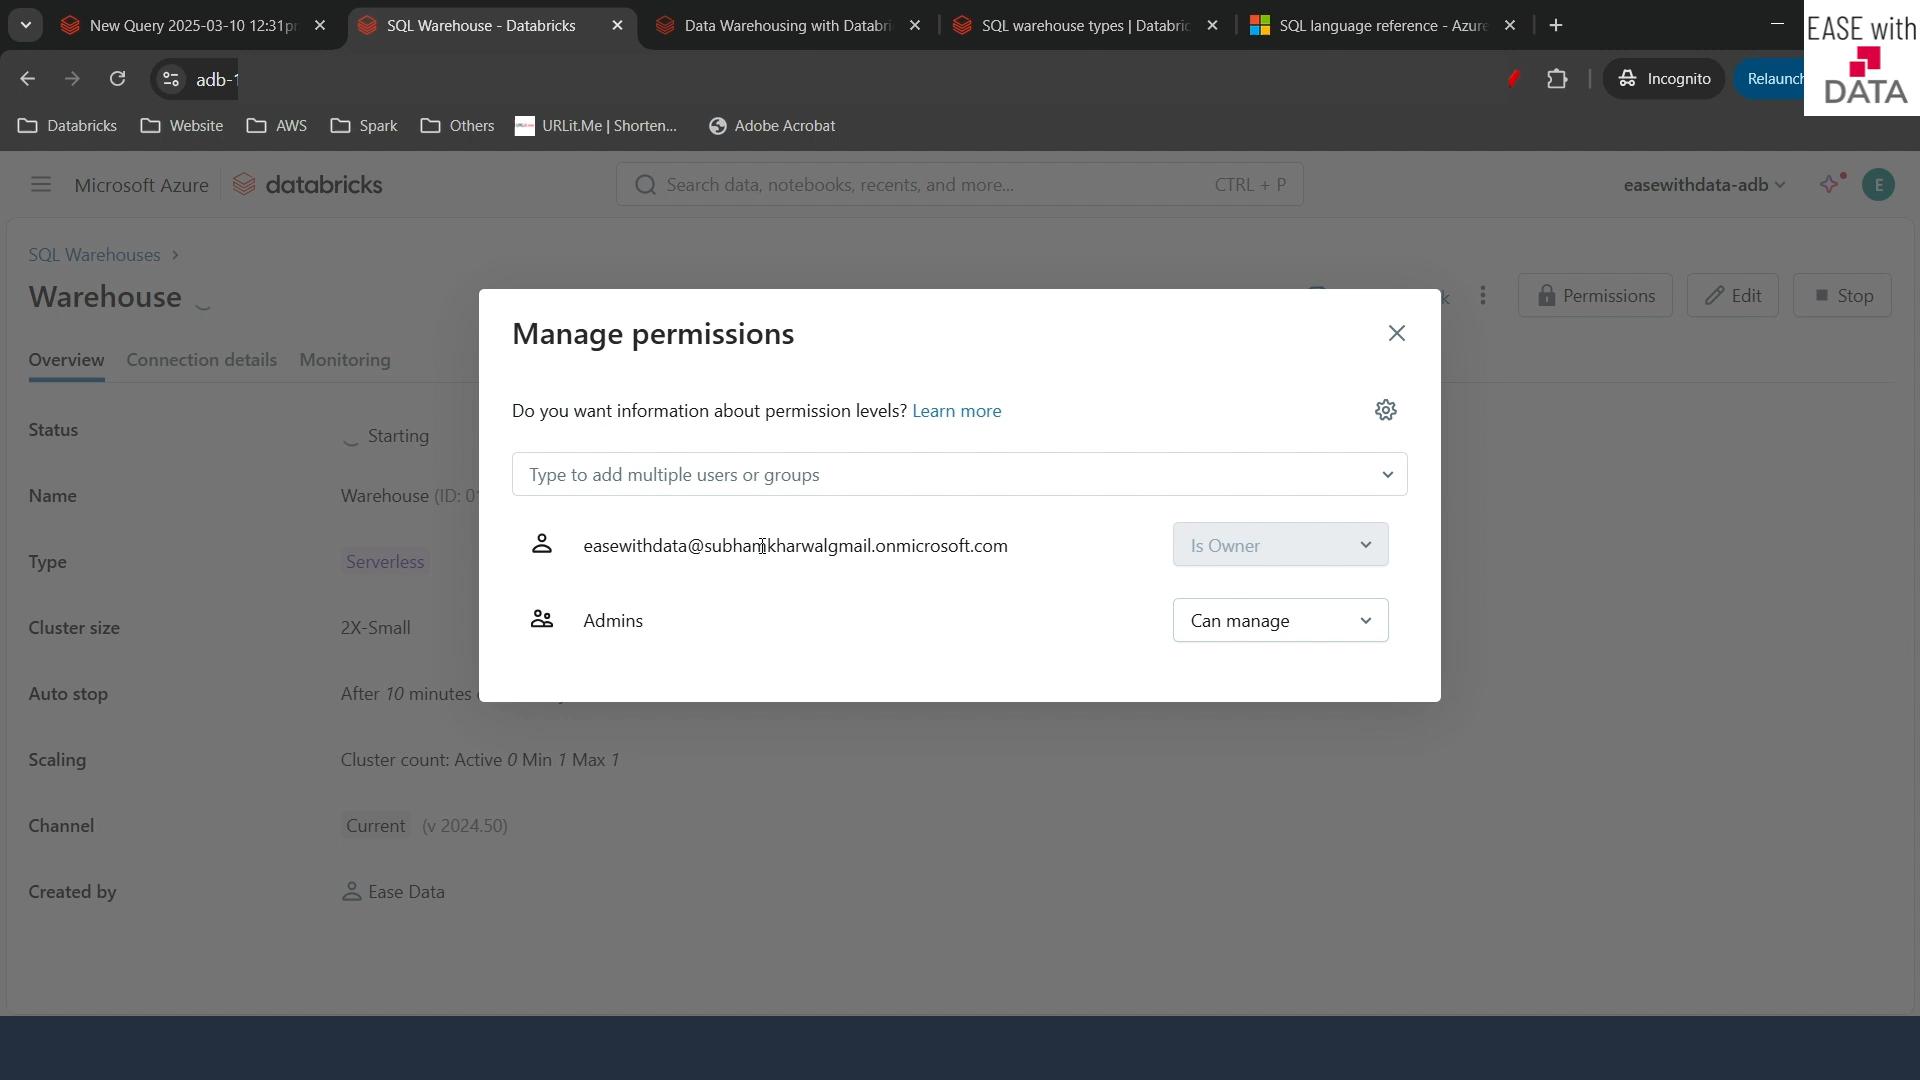 New Query 2025-03-10 12:31p
SQL Warehouse - Databricks
Data Warehousing with Databri
SQL warehouse types | Databric
SQL language reference - Azure
EASE with
DATA
adb-1
Incognito
Relaunch
Databricks
Website
AWS
Spark
Others
URLit.Me | Shorten...
Adobe Acrobat
Microsoft Azure
databricks
Search data, notebooks, recents, and more...
CTRL + P
easewithdata-adb
E
SQL Warehouses
Warehouse
k
Permissions
Edit
Stop
Overview
Connection details
Monitoring
Manage permissions
Do you want information about permission levels? Learn more
Type to add multiple users or groups
easewithdata@subhamkharwalgmail.onmicrosoft.com
Is Owner
Admins
Can manage
Status
Starting
Name
Warehouse (ID: 0
Type
Serverless
Cluster size
2X-Small
Auto stop
After 10 minutes
Scaling
Cluster count: Active 0 Min 1 Max 1
Channel
Current (v 2024.50)
Created by
Ease Data